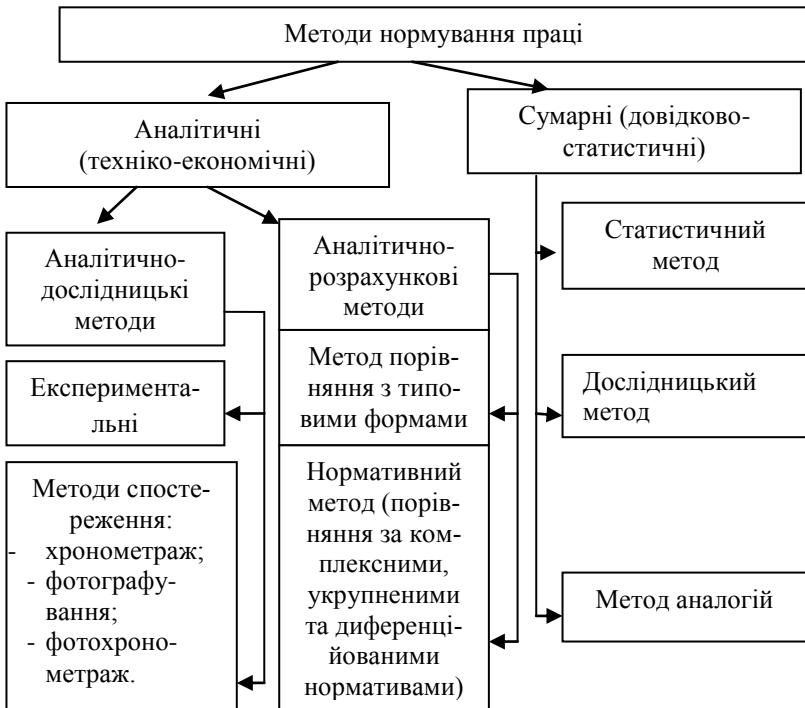 Методи нормування праці
Аналітичні
(техніко-економічні)
Сумарні (довідково-
статистичні)
Аналітично-
дослідницькі
методи
Експеримента-
льні
Методи спосте-
ереження:
- хронометраж;
- фотографу-
вання;
- фотохроно-
метраж.
Аналітично-
розрахункові
методи
Метод порів-
няння з типо-
вими формами
Нормативний
метод (порів-
няння за ком-
плексними,
укрупненими
та диференці-
йованими
нормативами)
Статистичний
метод
Дослідницький
метод
Метод аналогій